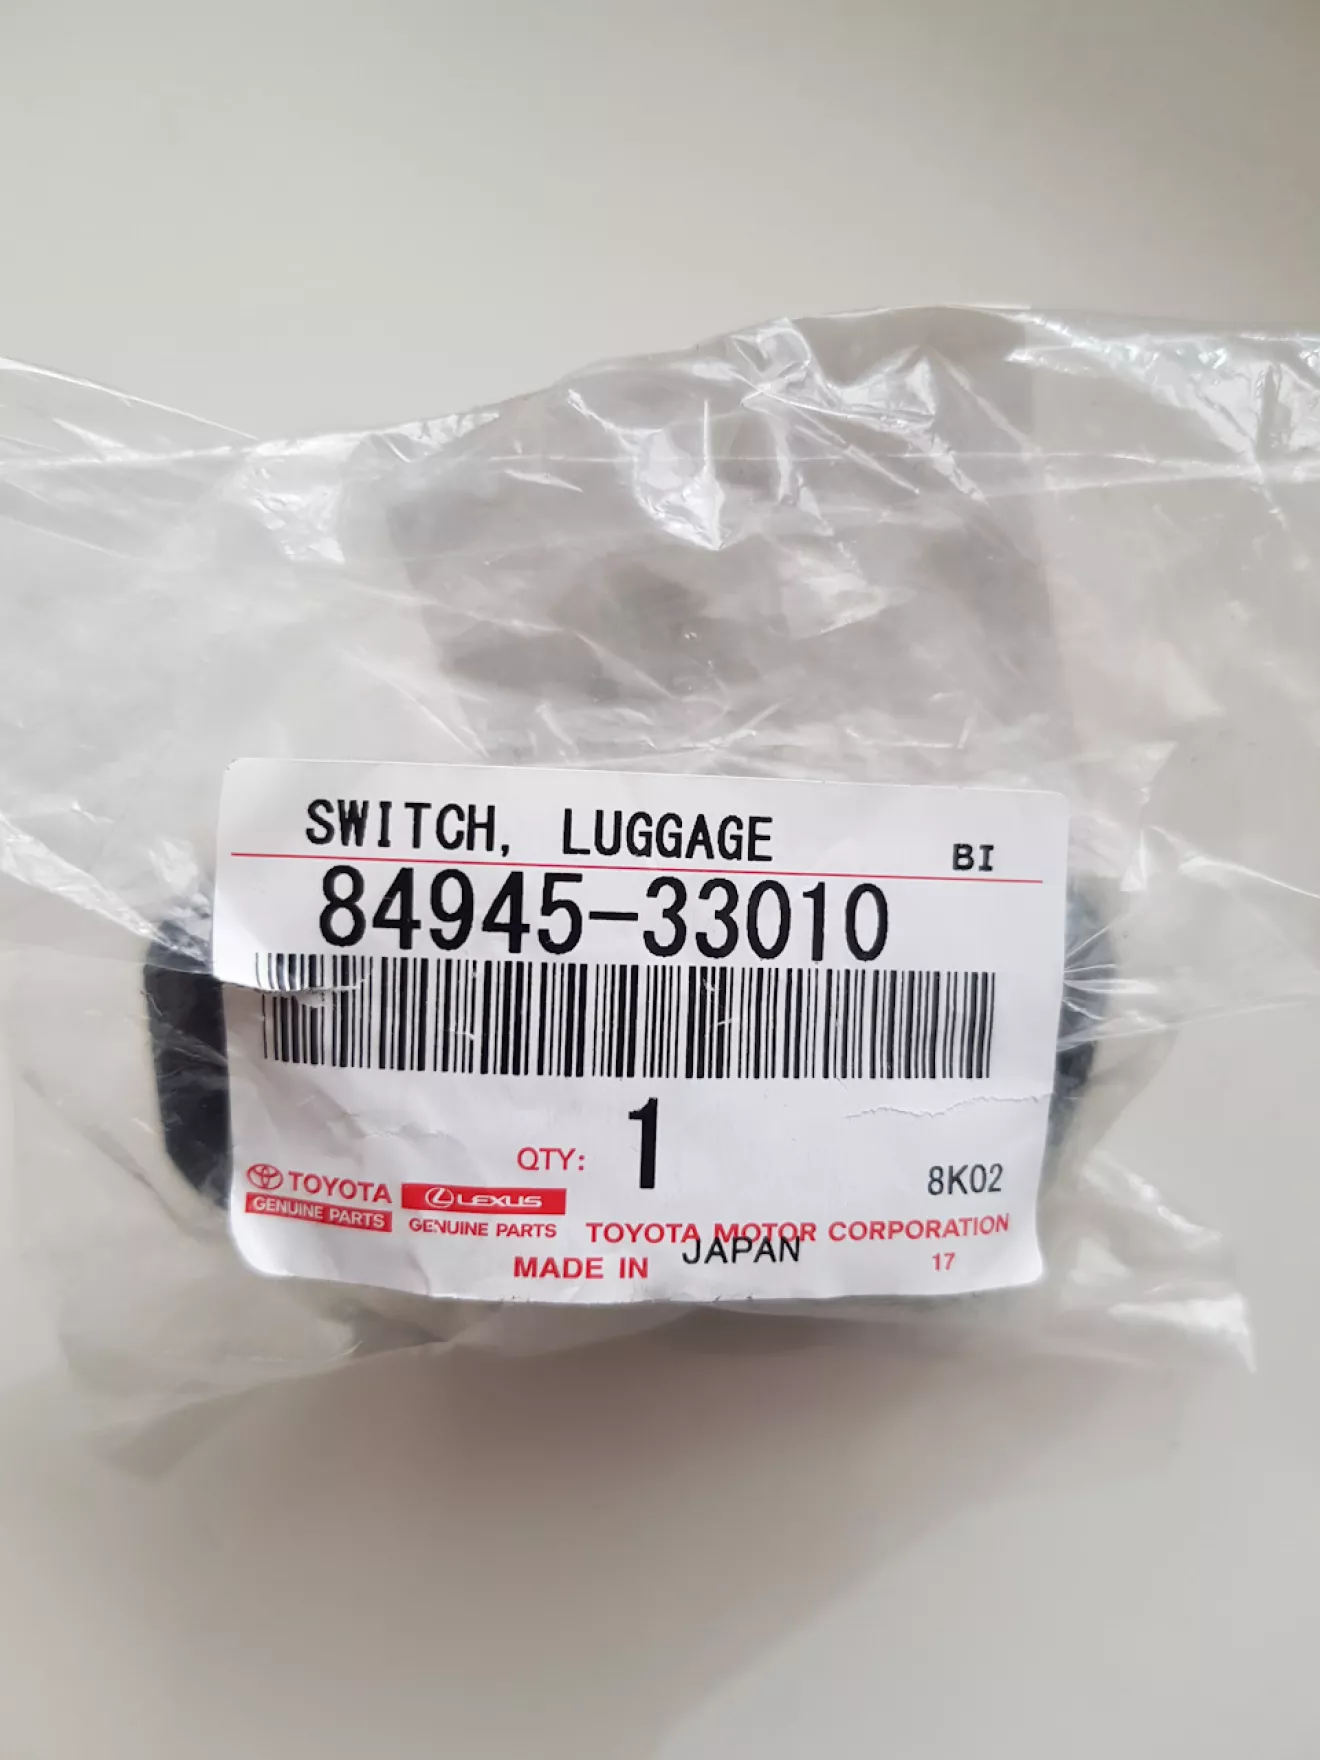 SWITCH, LUGGAGE
BI
84945-33010
QTY: 1
8K02
TOYOTA
GENUINE PARTS
LEXUS
GENUINE PARTS
TOYOTA MOTOR CORPORATION
MADE IN JAPAN
17